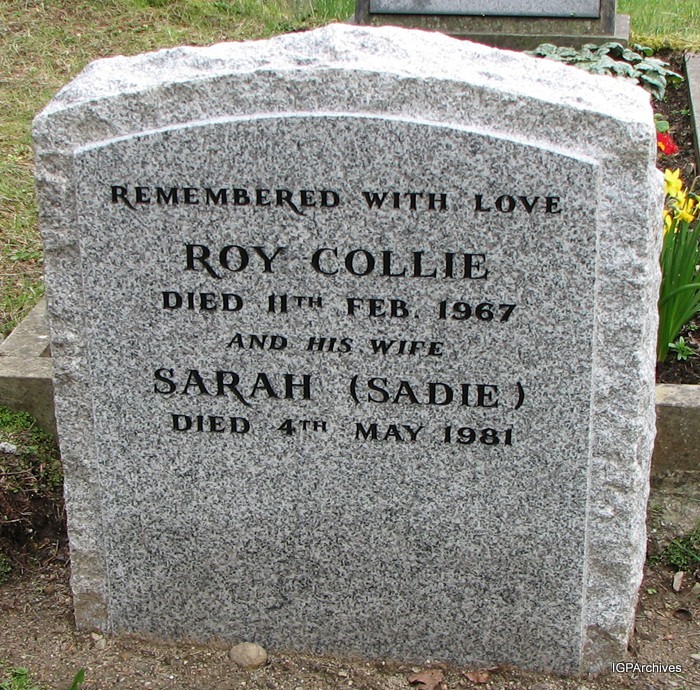 REMEMBERED WITH LOVE
ROY COLLIE
DIED 11TH FEB. 1967
AND HIS WIFE
SARAH (SADIE)
DIED 4TH MAY 1981
IGPArchives